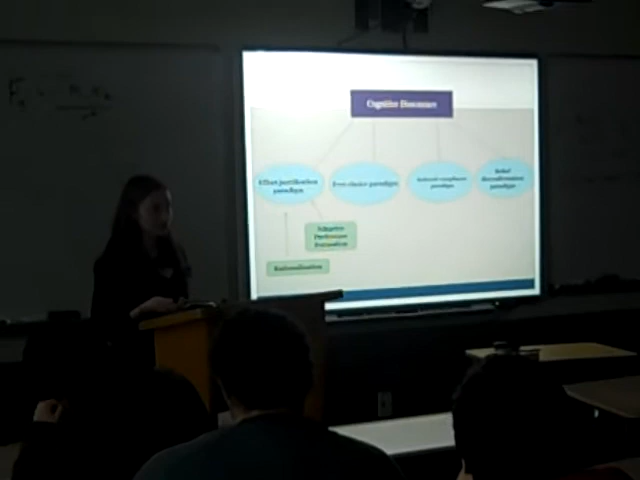 Cognitive Dissonance
Effort justification
paradigm
Free-choice paradigm
Induced-compliance
paradigm
Belief
Disconfirmation
paradigm
Adaptive
Preference
Formation
Rationalization